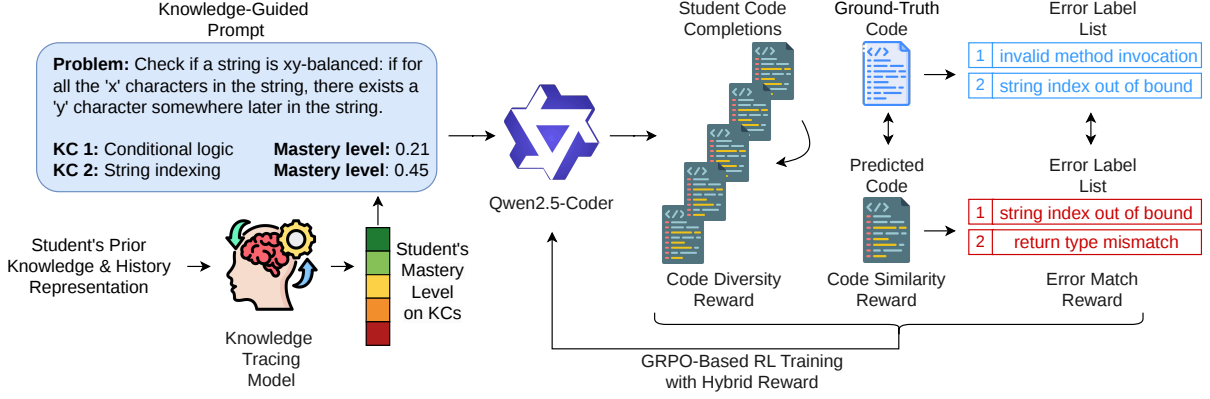 Knowledge-Guided
Prompt
Problem: Check if a string is xy-balanced: if for
all the 'x' characters in the string, there exists a
'y' character somewhere later in the string.
KC 1: Conditional logic Mastery level: 0.21
KC 2: String indexing Mastery level: 0.45
Student's Prior
Knowledge & History
Representation
Knowledge
Tracing
Model
Student's
Mastery
Level
on KCs
Qwen2.5-Coder
Student Code
Completions
Code Diversity
Reward
Ground-Truth
Code
Predicted
Code
Code Similarity
Reward
Error Label
List
1 invalid method invocation
2 string index out of bound
Error Label
List
1 string index out of bound
2 return type mismatch
Error Match
Reward
GRPO-Based RL Training
with Hybrid Reward